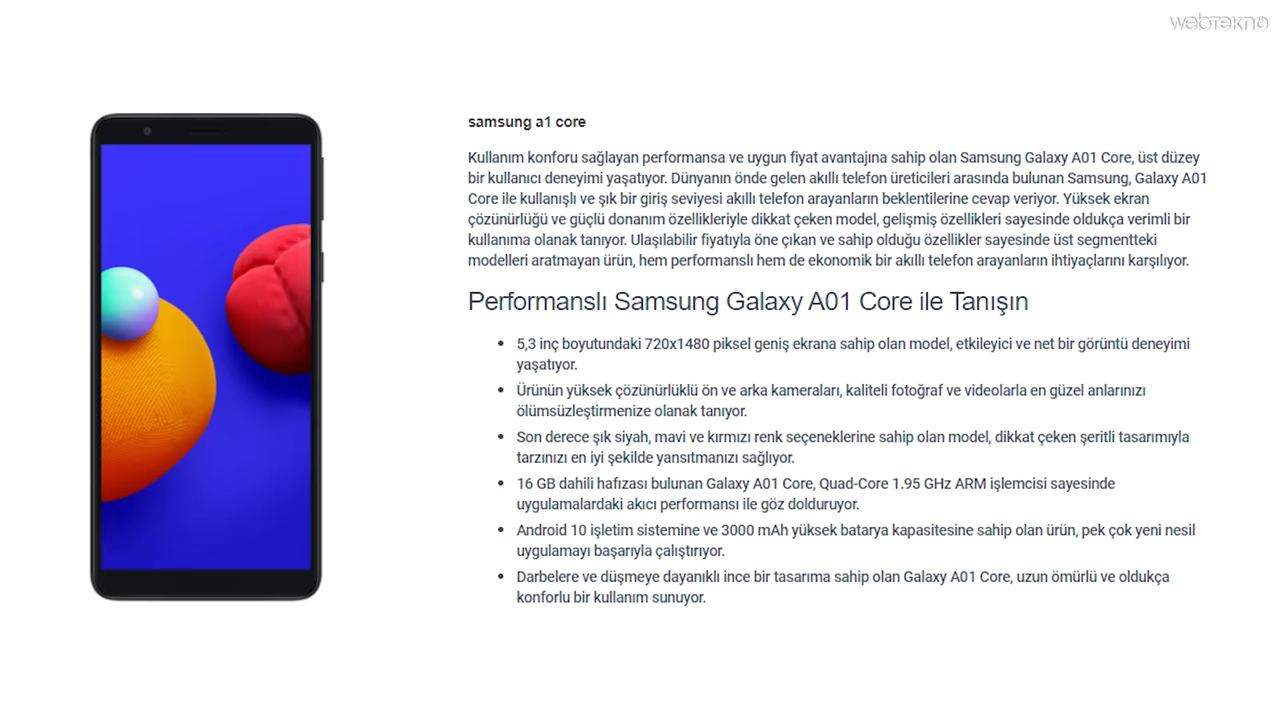 webtekno
samsung a1 core
Kullanım konforu sağlayan performansa ve uygun fiyat avantajına sahip olan Samsung Galaxy A01 Core, üst düzey
bir kullanıcı deneyimi yaşatıyor. Dünyanın önde gelen akıllı telefon üreticileri arasında bulunan Samsung, Galaxy A01
Core ile kullanışlı ve şık bir giriş seviyesi akıllı telefon arayanların beklentilerine cevap veriyor. Yüksek ekran
çözünürlüğü ve güçlü donanım özellikleriyle dikkat çeken model, gelişmiş özellikleri sayesinde oldukça verimli bir
kullanıma olanak tanıyor. Ulaşılabilir fiyatıyla öne çıkan ve sahip olduğu özellikler sayesinde üst segmentteki
modelleri aratmayan ürün, hem performanslı hem de ekonomik bir akıllı telefon arayanların ihtiyaçlarını karşılıyor.
Performanslı Samsung Galaxy A01 Core ile Tanışın
• 5,3 inç boyutundaki 720x1480 piksel geniş ekrana sahip olan model, etkileyici ve net bir görüntü deneyimi
yaşatıyor.
• Ürünün yüksek çözünürlüklü ön ve arka kameraları, kaliteli fotoğraf ve videolarla en güzel anlarınızı
ölümsüzleştirmenize olanak tanıyor.
• Son derece şık siyah, mavi ve kırmızı renk seçeneklerine sahip olan model, dikkat çeken şeritli tasarımıyla
tarzınızı en iyi şekilde yansıtmanızı sağlıyor.
• 16 GB dahili hafızası bulunan Galaxy A01 Core, Quad-Core 1.95 GHz ARM işlemcisi sayesinde
uygulamalardaki akıcı performansı ile göz dolduruyor.
• Android 10 işletim sistemine ve 3000 mAh yüksek batarya kapasitesine sahip olan ürün, pek çok yeni nesil
uygulamayı başarıyla çalıştırıyor.
• Darbelere ve düşmeye dayanıklı ince bir tasarıma sahip olan Galaxy A01 Core, uzun ömürlü ve oldukça
konforlu bir kullanım sunuyor.